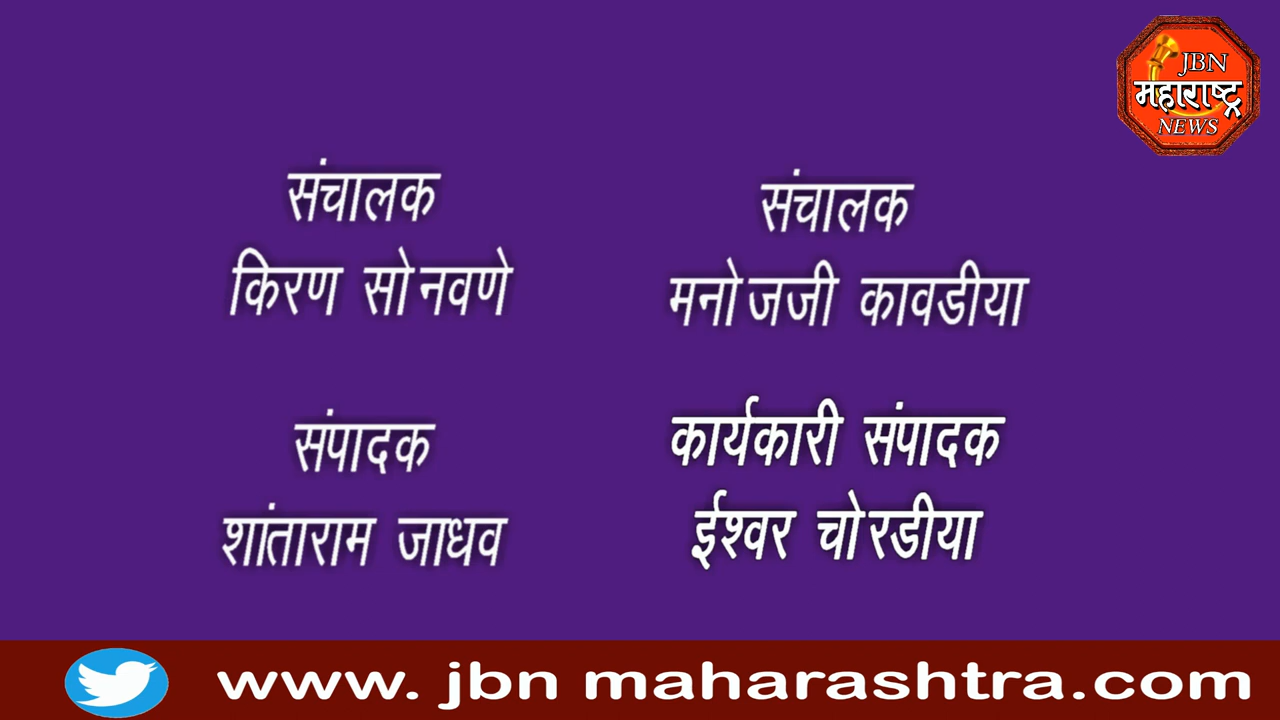 JBN
महाराष्ट्र
NEWS
संचालक
किरण सोनवणे
संचालक
मनोजजी कावडीया
संपादक
शांताराम जाधव
कार्यकारी संपादक
ईश्वर चोरडीया
www. jbn maharashtra.com